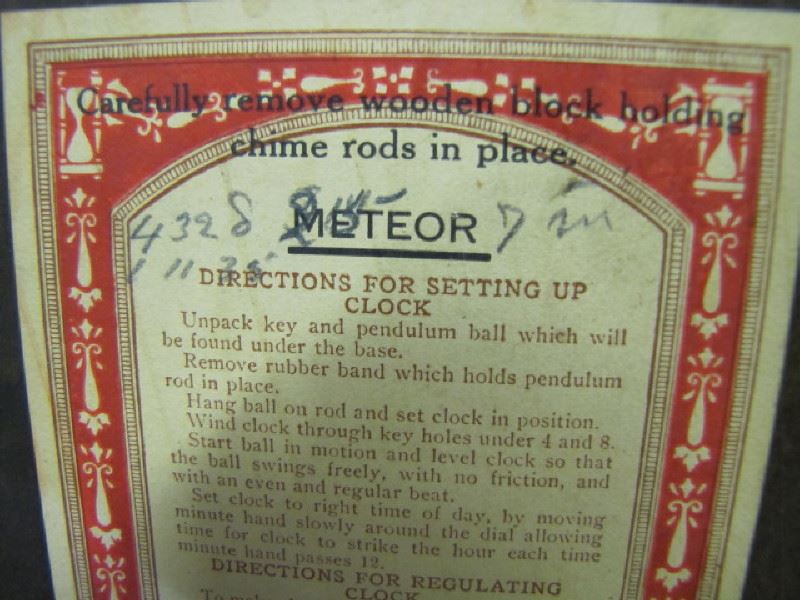 Carefully remove wooden block holding
chime rods in place.
4328 METEOR
DIRECTIONS FOR SETTING UP
CLOCK
Unpack key and pendulum ball which will
be found under the base.
Remove rubber band which holds pendulum
rod in place.
Hang ball on rod and set clock in position.
Wind clock through key holes under 4 and 8.
Start ball in motion and level clock so that
the ball swings freely, with no friction, and
with an even and regular beat.
Set clock to right time of day, by moving
minute hand slowly around the dial allowing
time for clock to strike the hour each time
minute hand passes 12.
DIRECTIONS FOR REGULATING
CLOCK